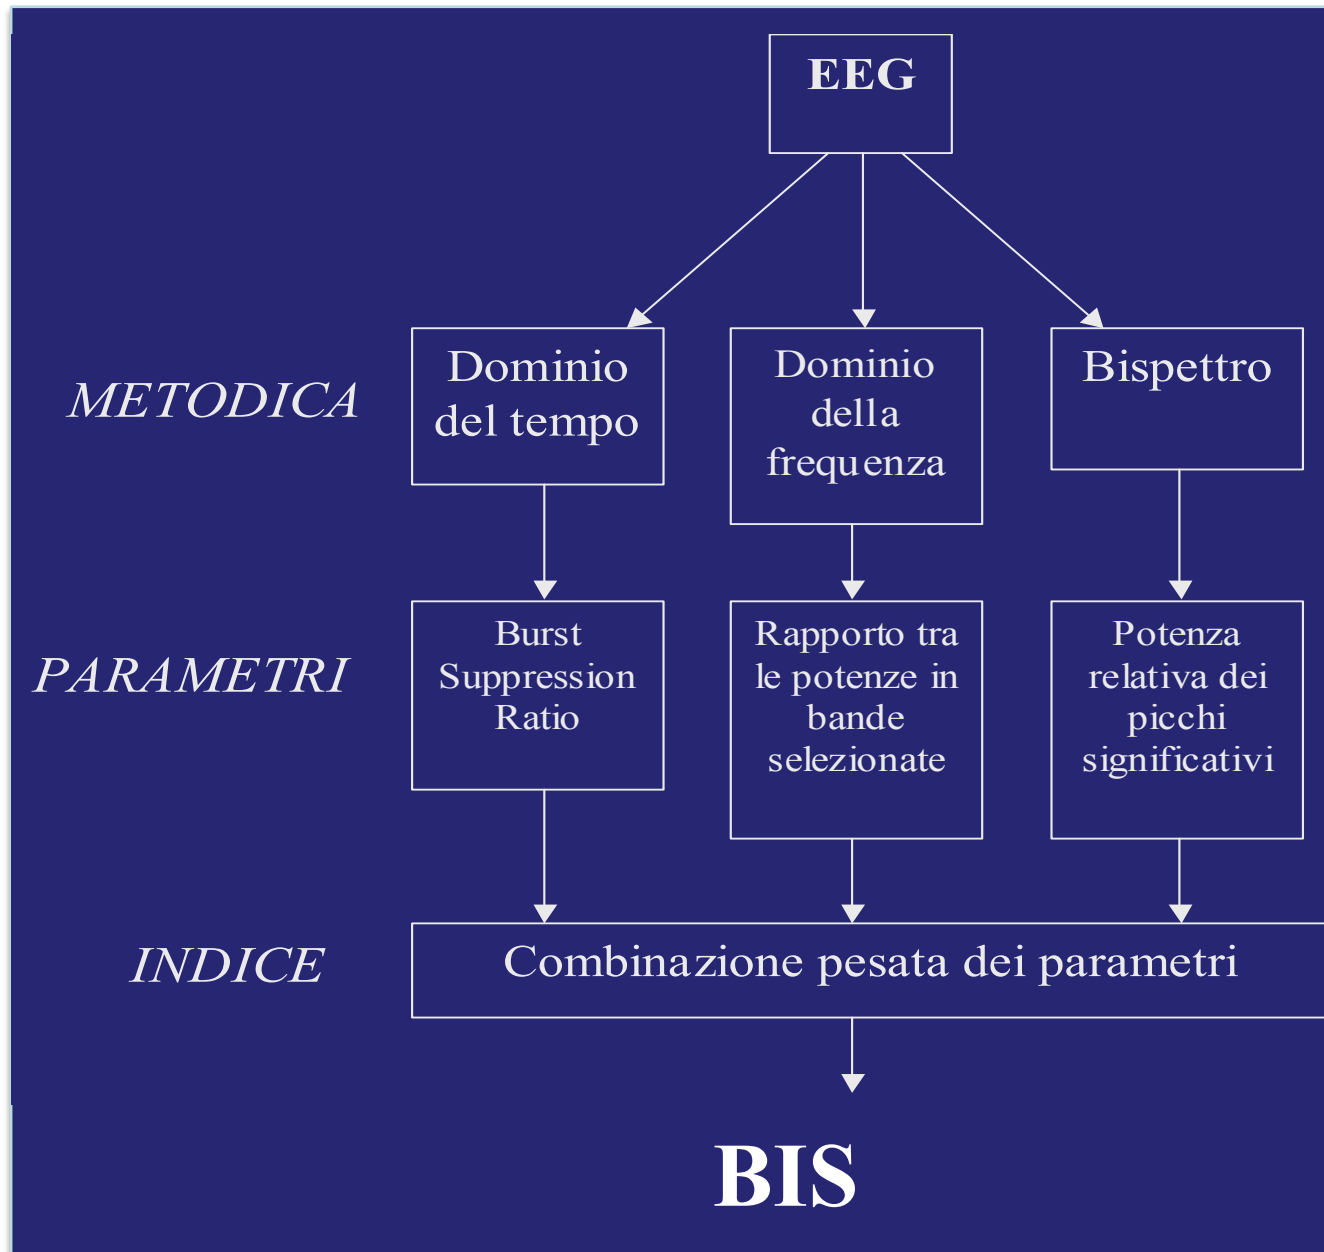 EEG
METODICA
Dominio
del tempo
Dominio
della
frequenza
Bispettro
PARAMETRI
Burst
Suppression
Ratio
Rapporto tra
le potenze in
bande
selezionate
Potenza
relativa dei
picchi
significativi
INDICE
Combinazione pesata dei parametri
BIS